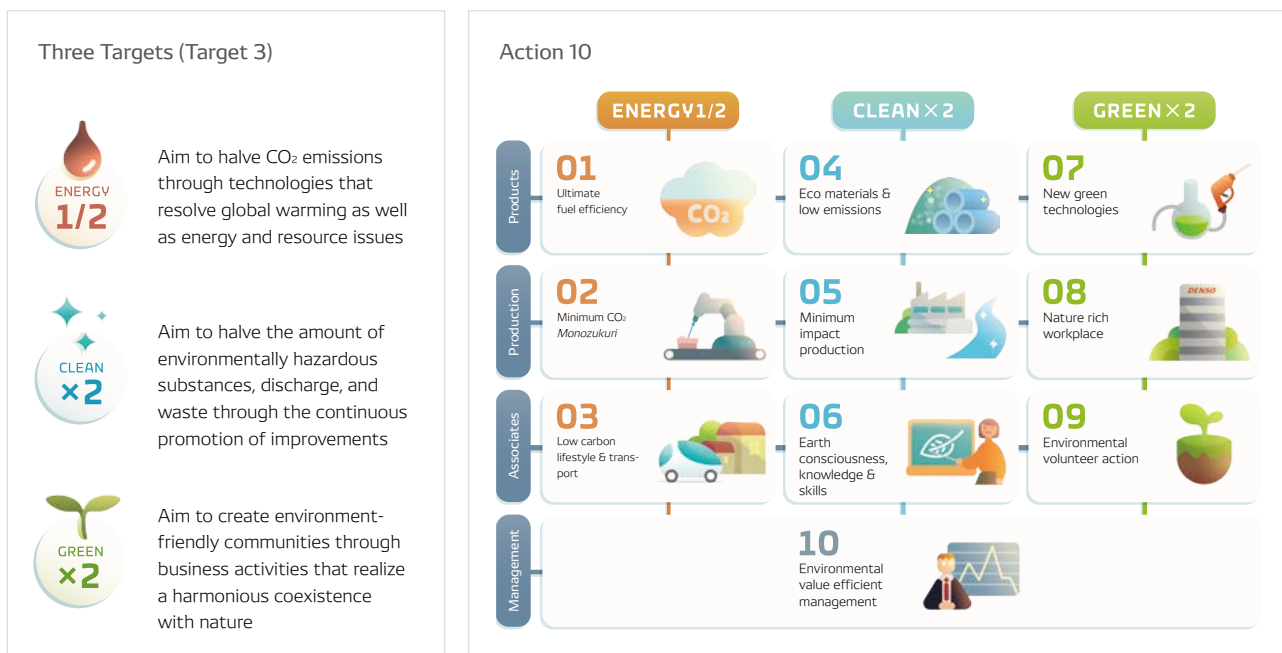 Three Targets (Target 3)
ENERGY
1/2
Aim to halve CO₂ emissions
through technologies that
resolve global warming as well
as energy and resource issues
CLEAN
×2
Aim to halve the amount of
environmentally hazardous
substances, discharge, and
waste through the continuous
promotion of improvements
GREEN
×2
Aim to create environment-
friendly communities through
business activities that realize
a harmonious coexistence
with nature
Action 10
ENERGY1/2
CLEAN×2
GREEN×2
Products
01
Ultimate
fuel efficiency
CO₂
04
Eco materials &
low emissions
07
New green
technologies
Production
02
Minimum CO₂
Monozukuri
05
Minimum
impact
production
08
Nature rich
workplace
DENSO
Associates
03
Low carbon
lifestyle & trans-
port
06
Earth
consciousness,
knowledge &
skills
09
Environmental
volunteer action
Management
10
Environmental
value efficient
management